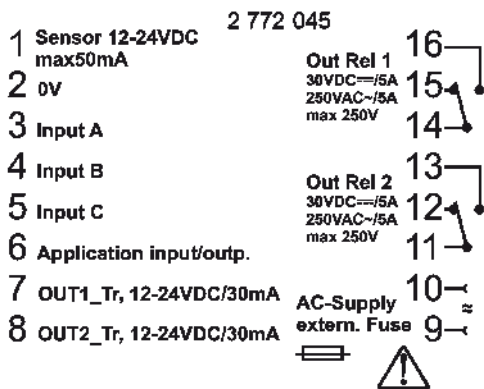 2 772 045
1 Sensor 12-24VDC
max50mA
2 0V
3 Input A
4 Input B
5 Input C
6 Application input/outp.
7 OUT1_Tr, 12-24VDC/30mA
8 OUT2_Tr, 12-24VDC/30mA
16
Out Rel 1
30VDC⎓/5A 15
250VAC~/5A
max 250V 14
13
Out Rel 2
30VDC⎓/5A 12
250VAC~/5A
max 250V 11
10
AC-Supply ≈
extern. Fuse 9